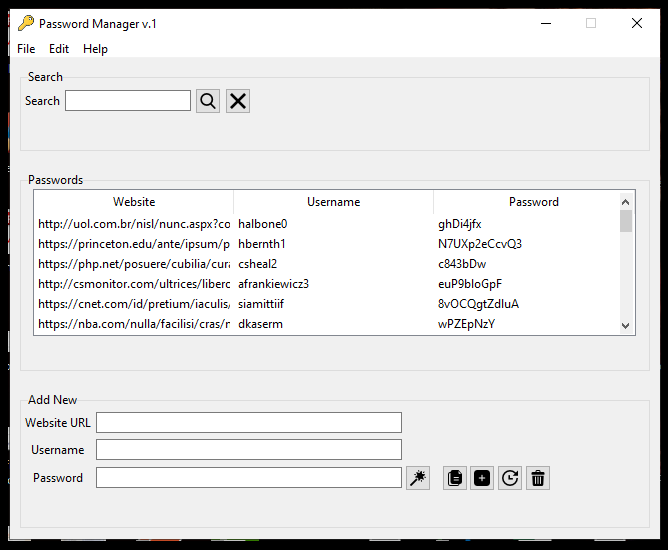 Password Manager v.1
File Edit Help
Search
Search
Passwords
Website Username Password
http://uol.com.br/nisl/nunc.aspx?co halbone0 ghDi4jfx
https://princeton.edu/ante/ipsum/p hbernth1 N7UXp2eCcvQ3
https://php.net/posuere/cubilia/cura csheal2 c843bDw
http://csmonitor.com/ultrices/liberc afrankiewicz3 euP9bIoGpF
https://cnet.com/id/pretium/iaculis, siamittiif 8vOCQgtZdIuA
https://nba.com/nulla/facilisi/cras/n dkaserm wPZEpNzY
Add New
Website URL
Username
Password